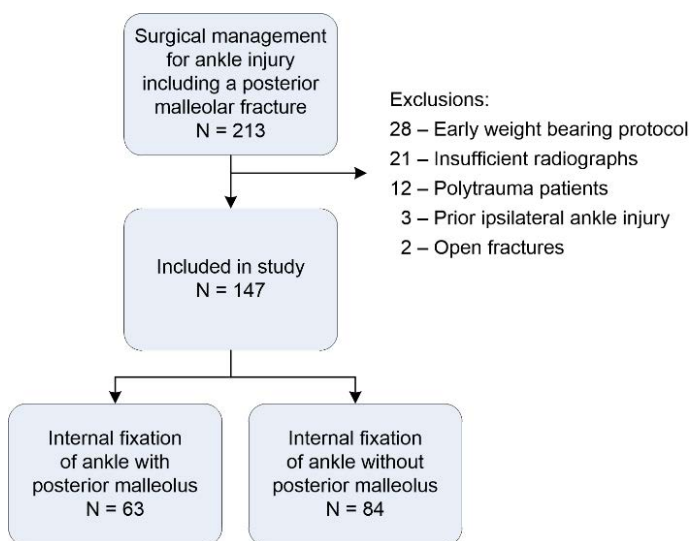 Surgical management
for ankle injury
including a posterior
malleolar fracture
N = 213
Exclusions:
28 – Early weight bearing protocol
21 – Insufficient radiographs
12 – Polytrauma patients
3 – Prior ipsilateral ankle injury
2 – Open fractures
Included in study
N = 147
Internal fixation
of ankle with
posterior malleolus
N = 63
Internal fixation
of ankle without
posterior malleolus
N = 84